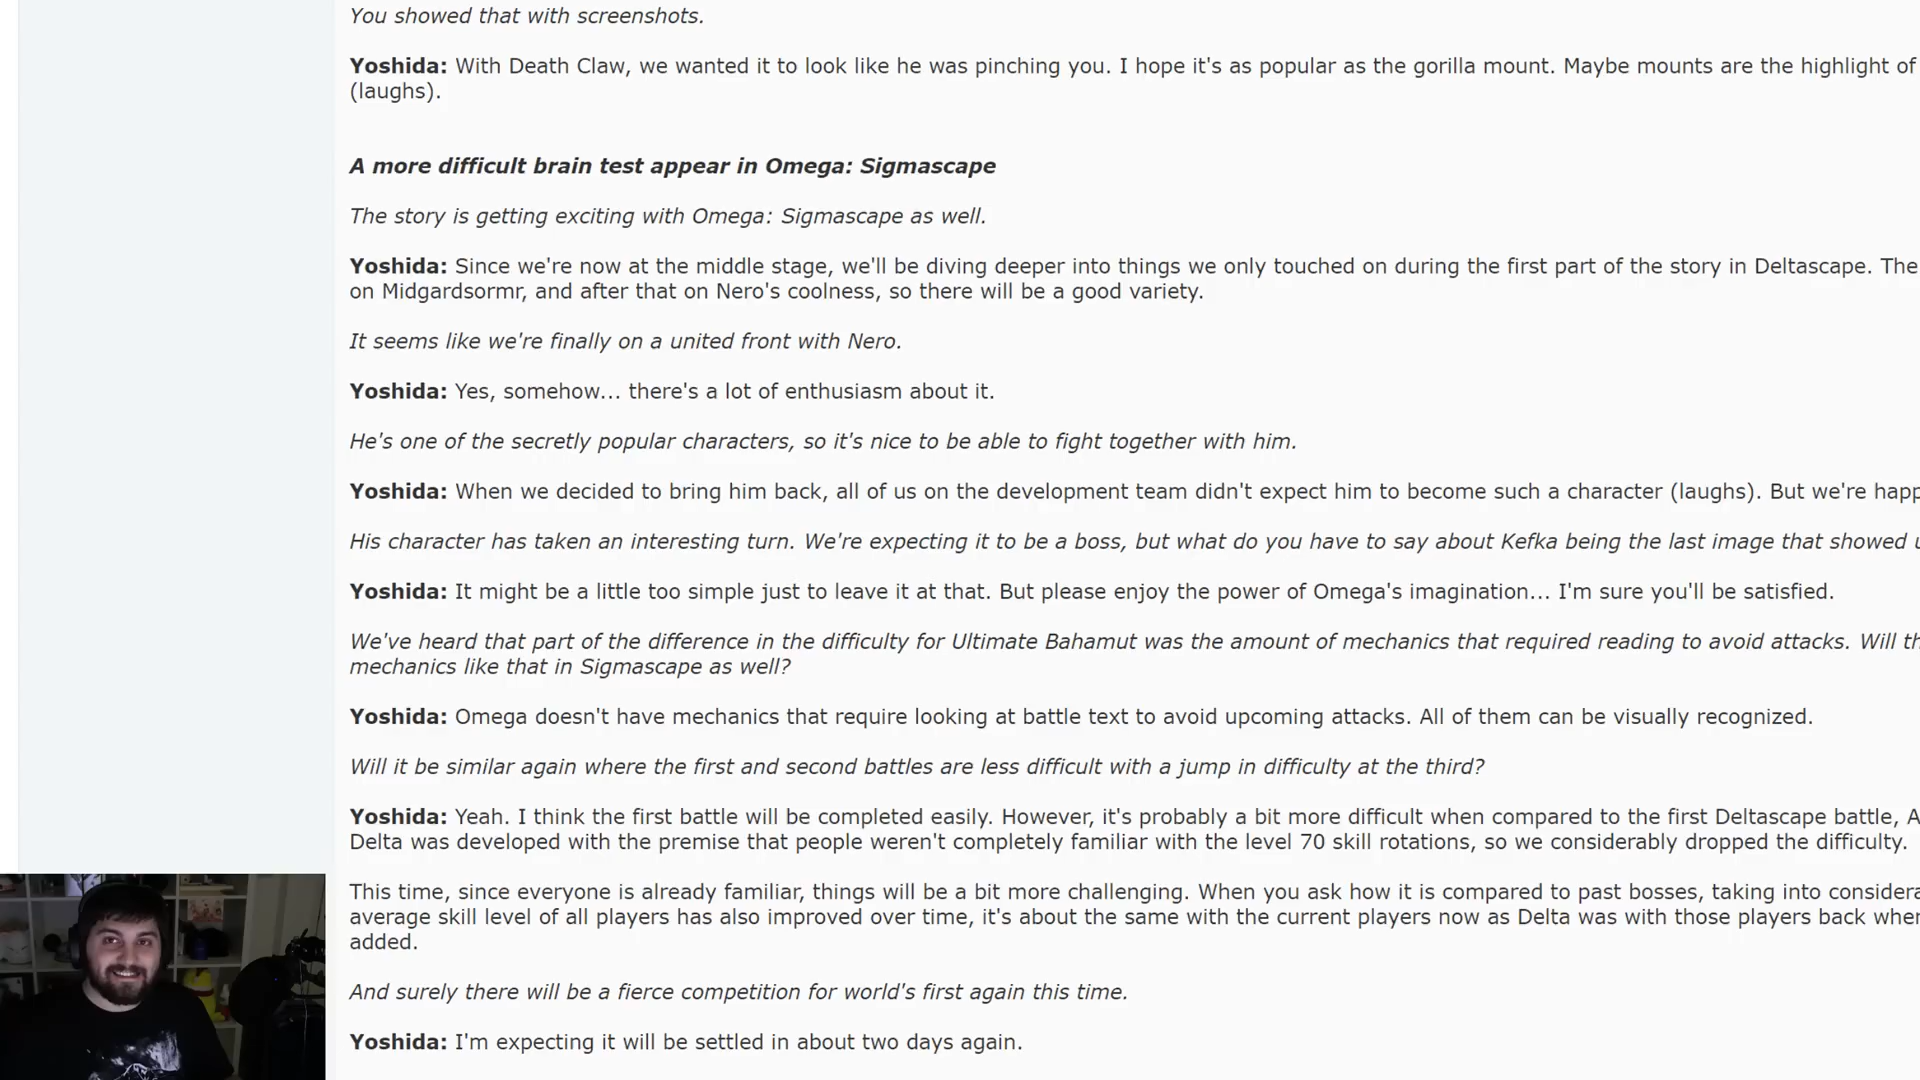 You showed that with screenshots.
Yoshida: With Death Claw, we wanted it to look like he was pinching you. I hope it's as popular as the gorilla mount. Maybe mounts are the highlight of
(laughs).
A more difficult brain test appear in Omega: Sigmascape
The story is getting exciting with Omega: Sigmascape as well.
Yoshida: Since we're now at the middle stage, we'll be diving deeper into things we only touched on during the first part of the story in Deltascape. The
on Midgardsormr, and after that on Nero's coolness, so there will be a good variety.
It seems like we're finally on a united front with Nero.
Yoshida: Yes, somehow... there's a lot of enthusiasm about it.
He's one of the secretly popular characters, so it's nice to be able to fight together with him.
Yoshida: When we decided to bring him back, all of us on the development team didn't expect him to become such a character (laughs). But we're
His character has taken an interesting turn. We're expecting it to be a boss, but what do you have to say about Kefka being the last image that showed
Yoshida: It might be a little too simple just to leave it at that. But please enjoy the power of Omega's imagination... I'm sure you'll be satisfied.
We've heard that part of the difference in the difficulty for Ultimate Bahamut was the amount of mechanics that required reading to avoid attacks. Will
mechanics like that in Sigmascape as well?
Yoshida: Omega doesn't have mechanics that require looking at battle text to avoid upcoming attacks. All of them can be visually recognized.
Will it be similar again where the first and second battles are less difficult with a jump in difficulty at the third?
Yoshida: Yeah. I think the first battle will be completed easily. However, it's probably a bit more difficult when compared to the first Deltascape battle,
Delta was developed with the premise that people weren't completely familiar with the level 70 skill rotations, so we considerably dropped the difficulty.
This time, since everyone is already familiar, things will be a bit more challenging. When you ask how it is compared to past bosses, taking into
average skill level of all players has also improved over time, it's about the same with the current players now as Delta was with those players back
added.
And surely there will be a fierce competition for world's first again this time.
Yoshida: I'm expecting it will be settled in about two days again.